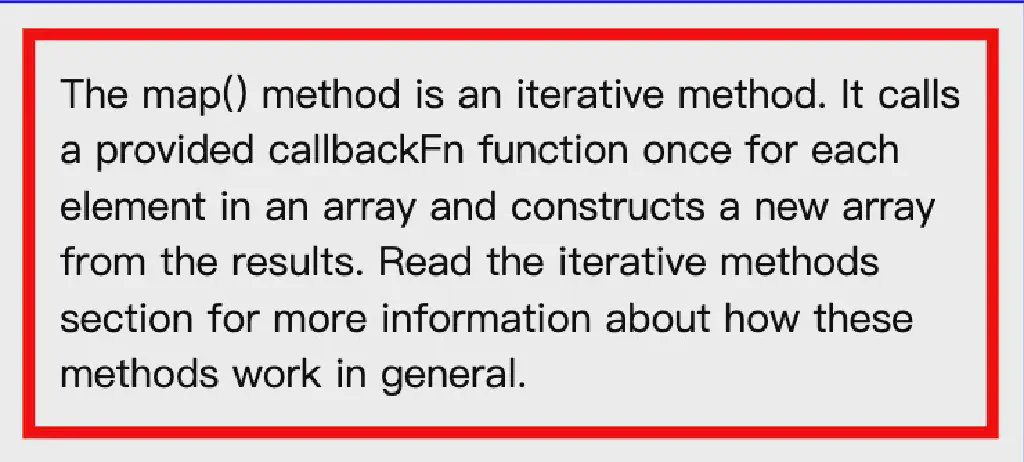 The map() method is an iterative method. It calls
a provided callbackFn function once for each
element in an array and constructs a new array
from the results. Read the iterative methods
section for more information about how these
methods work in general.